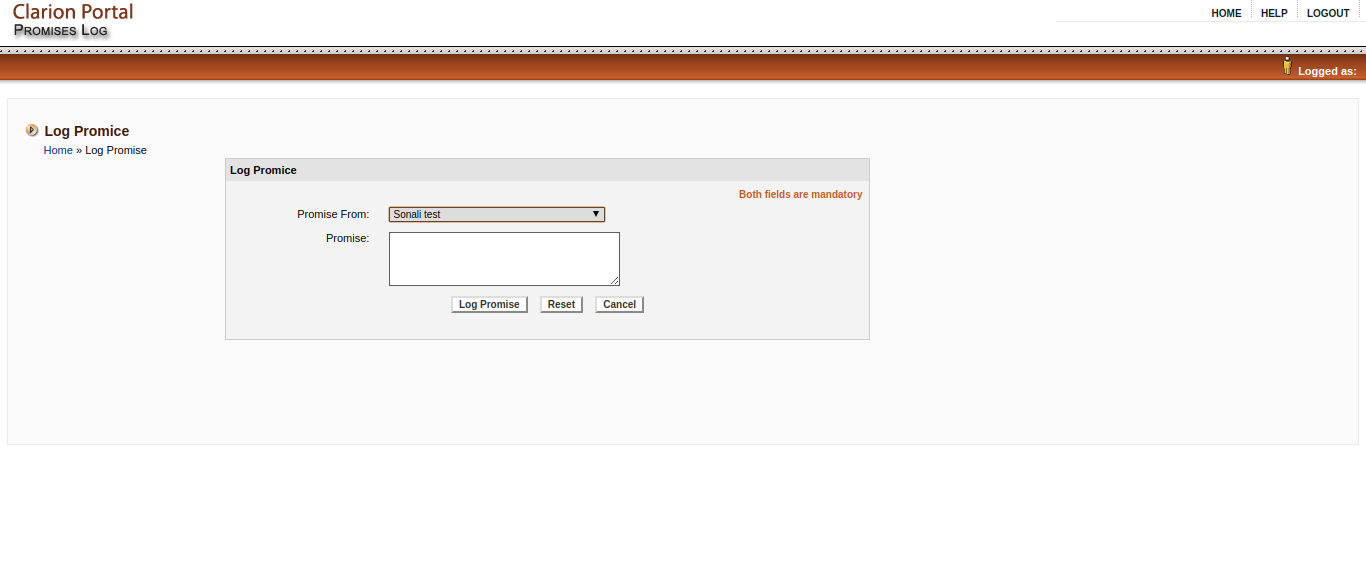 Clarion Portal
Promises Log
HOME HELP LOGOUT
Logged as:
Log Promice
Home » Log Promise
Log Promice
Both fields are mandatory
Promise From: Sonali test
Promise:
Log Promise Reset Cancel